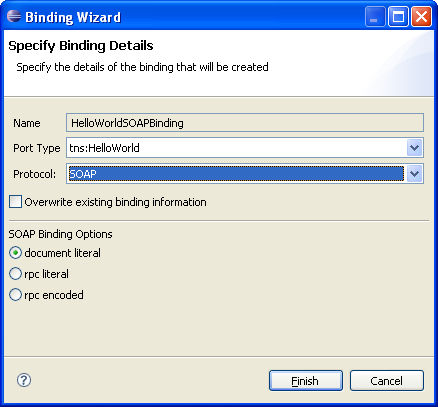 Binding Wizard
Specify Binding Details
Specify the details of the binding that will be created
Name HelloWorldSOAPBinding
Port Type tns:HelloWorld
Protocol: SOAP
Overwrite existing binding information
SOAP Binding Options
document literal
rpc literal
rpc encoded
? Finish Cancel